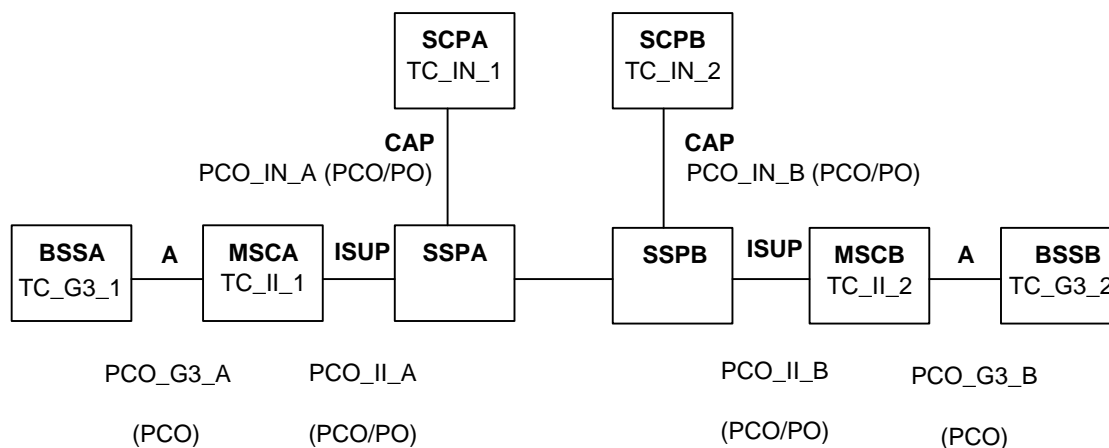 SCPA
TC_IN_1
SCPB
TC_IN_2
CAP
PCO_IN_A (PCO/PO)
CAP
PCO_IN_B (PCO/PO)
BSSA
TC_G3_1
A
MSCA
TC_II_1
ISUP
SSPA
SSPB
ISUP
MSCB
TC_II_2
A
BSSB
TC_G3_2
PCO_G3_A
(PCO)
PCO_II_A
(PCO/PO)
PCO_II_B
(PCO/PO)
PCO_G3_B
(PCO)